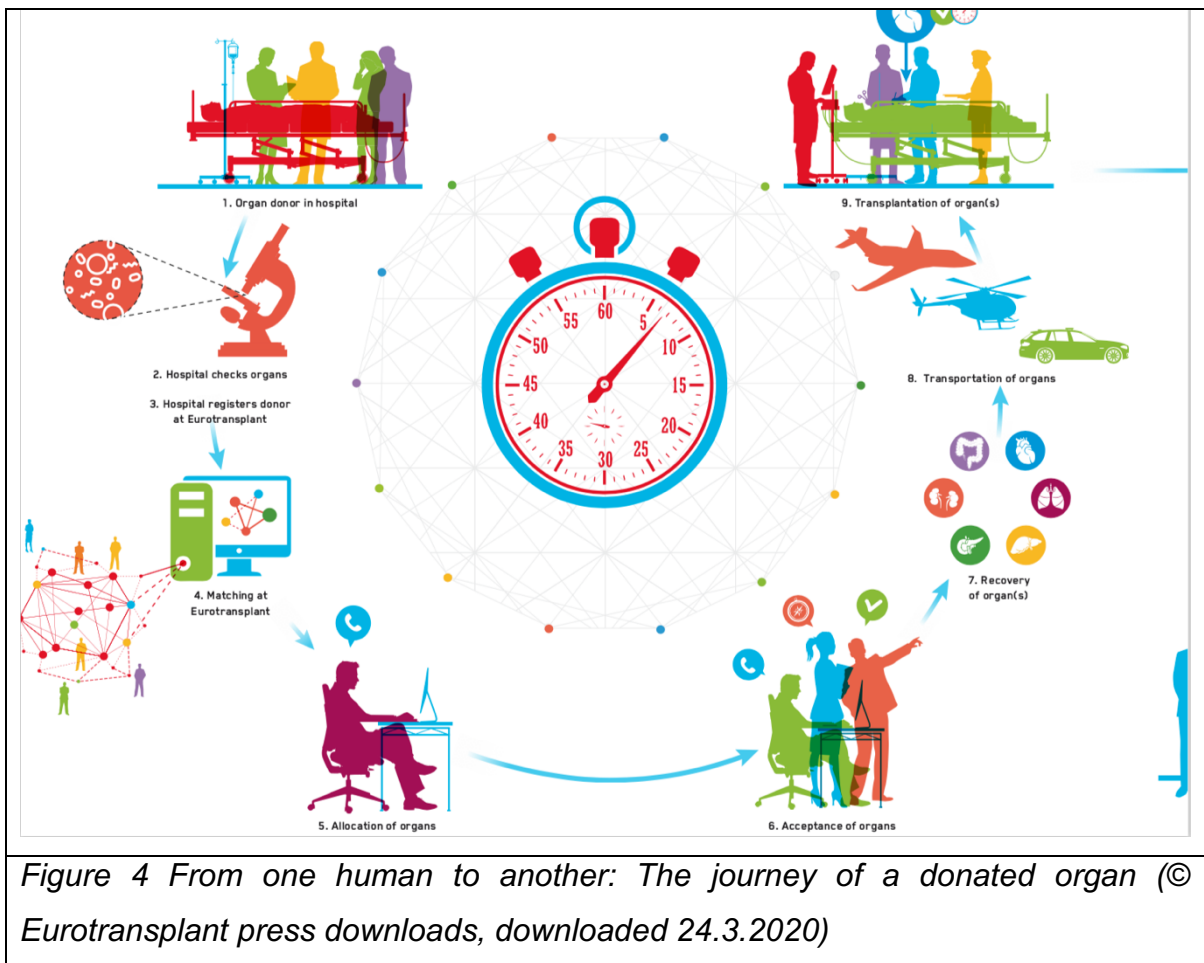 1. Organ donor in hospital
2. Hospital checks organs
3. Hospital registers donor
at Eurotransplant
4. Matching at
Eurotransplant
5. Allocation of organs
6. Acceptance of organs
7. Recovery
of organ(s)
8. Transportation of organs
9. Transplantation of organ(s)
60
5
10
15
20
25
30
35
40
45
50
55
Figure 4 From one human to another: The journey of a donated organ (©
Eurotransplant press downloads, downloaded 24.3.2020)